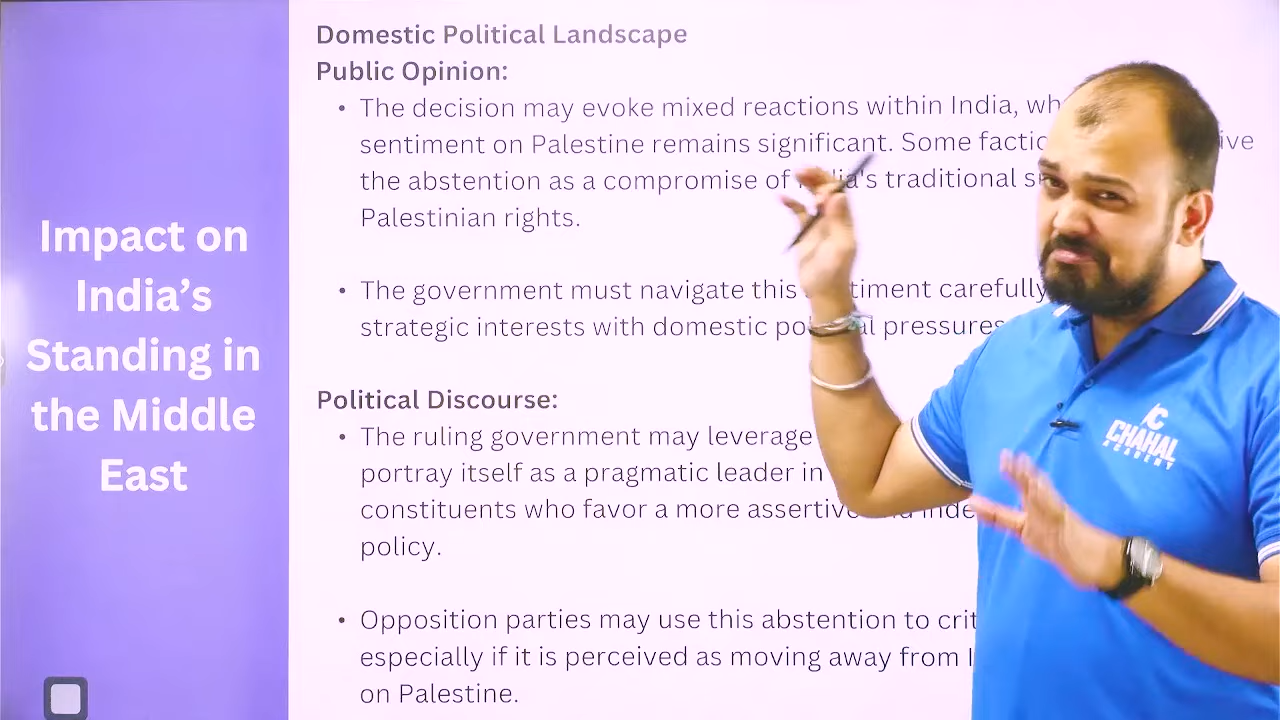 Impact on
India’s
Standing in
the Middle
East
Domestic Political Landscape
Public Opinion:
• The decision may evoke mixed reactions within India,
sentiment on Palestine remains significant. Some
the abstention as a compromise of traditional
Palestinian rights.
• The government must navigate this carefully
strategic interests with domestic pressures
Political Discourse:
• The ruling government may leverage
portray itself as a pragmatic leader in
constituents who favor a more
policy.
• Opposition parties may use this abstention to
especially if it is perceived as moving away from
on Palestine.
CHAHAL
ACADEMY